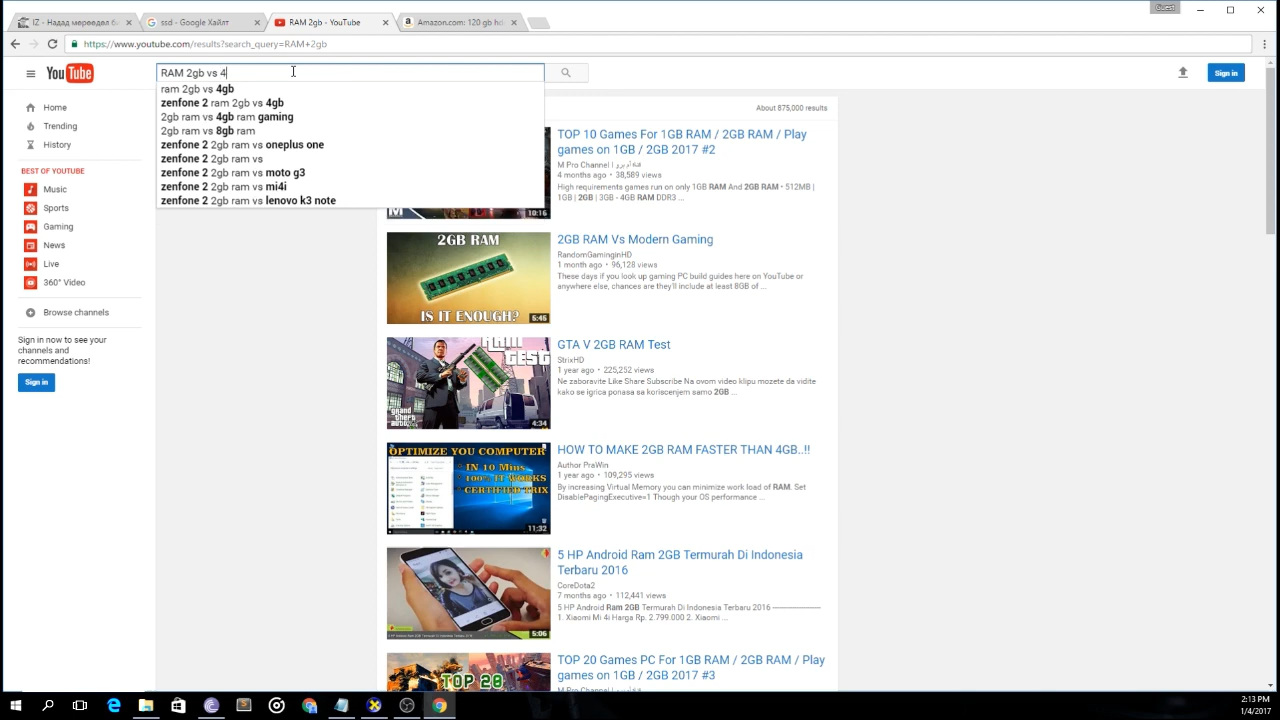 Guest
IZ - Надад мөрөөдөл б
ssd - Google Хайлт
RAM 2gb - YouTube
Amazon.com: 120 gb hd
https://www.youtube.com/results?search_query=RAM+2gb
YouTube
RAM 2gb vs 4
Sign in
ram 2gb vs 4gb
zenfone 2 ram 2gb vs 4gb
2gb ram vs 4gb ram gaming
2gb ram vs 8gb ram
zenfone 2 2gb ram vs oneplus one
zenfone 2 2gb ram vs
zenfone 2 2gb ram vs moto g3
zenfone 2 2gb ram vs mi4i
zenfone 2 2gb ram vs lenovo k3 note
Home
Trending
History
BEST OF YOUTUBE
Music
Sports
Gaming
News
Live
360° Video
Browse channels
Sign in now to see your
channels and
recommendations!
Sign in
About 875,000 results
10:16
TOP 10 Games For 1GB RAM / 2GB RAM / Play
games on 1GB / 2GB 2017 #2
M Pro Channel | قناة أم برو
4 months ago • 38,589 views
High requirements games run on only 1GB RAM And 2GB RAM • 512MB |
1GB | 2GB | 3GB - 4GB RAM DDR3 ...
2GB RAM
IS IT ENOUGH?
5:45
2GB RAM Vs Modern Gaming
RandomGaminginHD
1 month ago • 96,128 views
These days if you look up gaming PC build guides here on YouTube or
anywhere else, chances are they'll include at least 8GB of ...
RAM
TEST
grand
theft
auto
4:34
GTA V 2GB RAM Test
StrixHD
1 year ago • 225,252 views
Ne zaboravite Like Share Subscribe Na ovom video klipu mozete da vidite
kako se igrica ponasa sa koriscenjem samo 2GB ...
OPTIMIZE YOU COMPUTER
IN 10 Mins
100% IT WORKS
CERTIFIED TRIX
11:32
HOW TO MAKE 2GB RAM FASTER THAN 4GB..!!
Author PraWin
1 year ago • 109,295 views
By increasing Virtual Memory you can minimize work load of RAM. Set
DisablePagingExecutive=1 Though your OS performance ...
5:06
5 HP Android Ram 2GB Termurah Di Indonesia
Terbaru 2016
CoreDota2
7 months ago • 112,441 views
5 HP Android Ram 2GB Termurah Di Indonesia Terbaru 2016 ------------------
1. Xiaomi Mi 4i Harga Rp. 2.799.000 2. Xiaomi ...
TOP 20
TOP 20 Games PC For 1GB RAM / 2GB RAM / Play
games on 1GB / 2GB 2017 #3
2:13 PM
1/4/2017